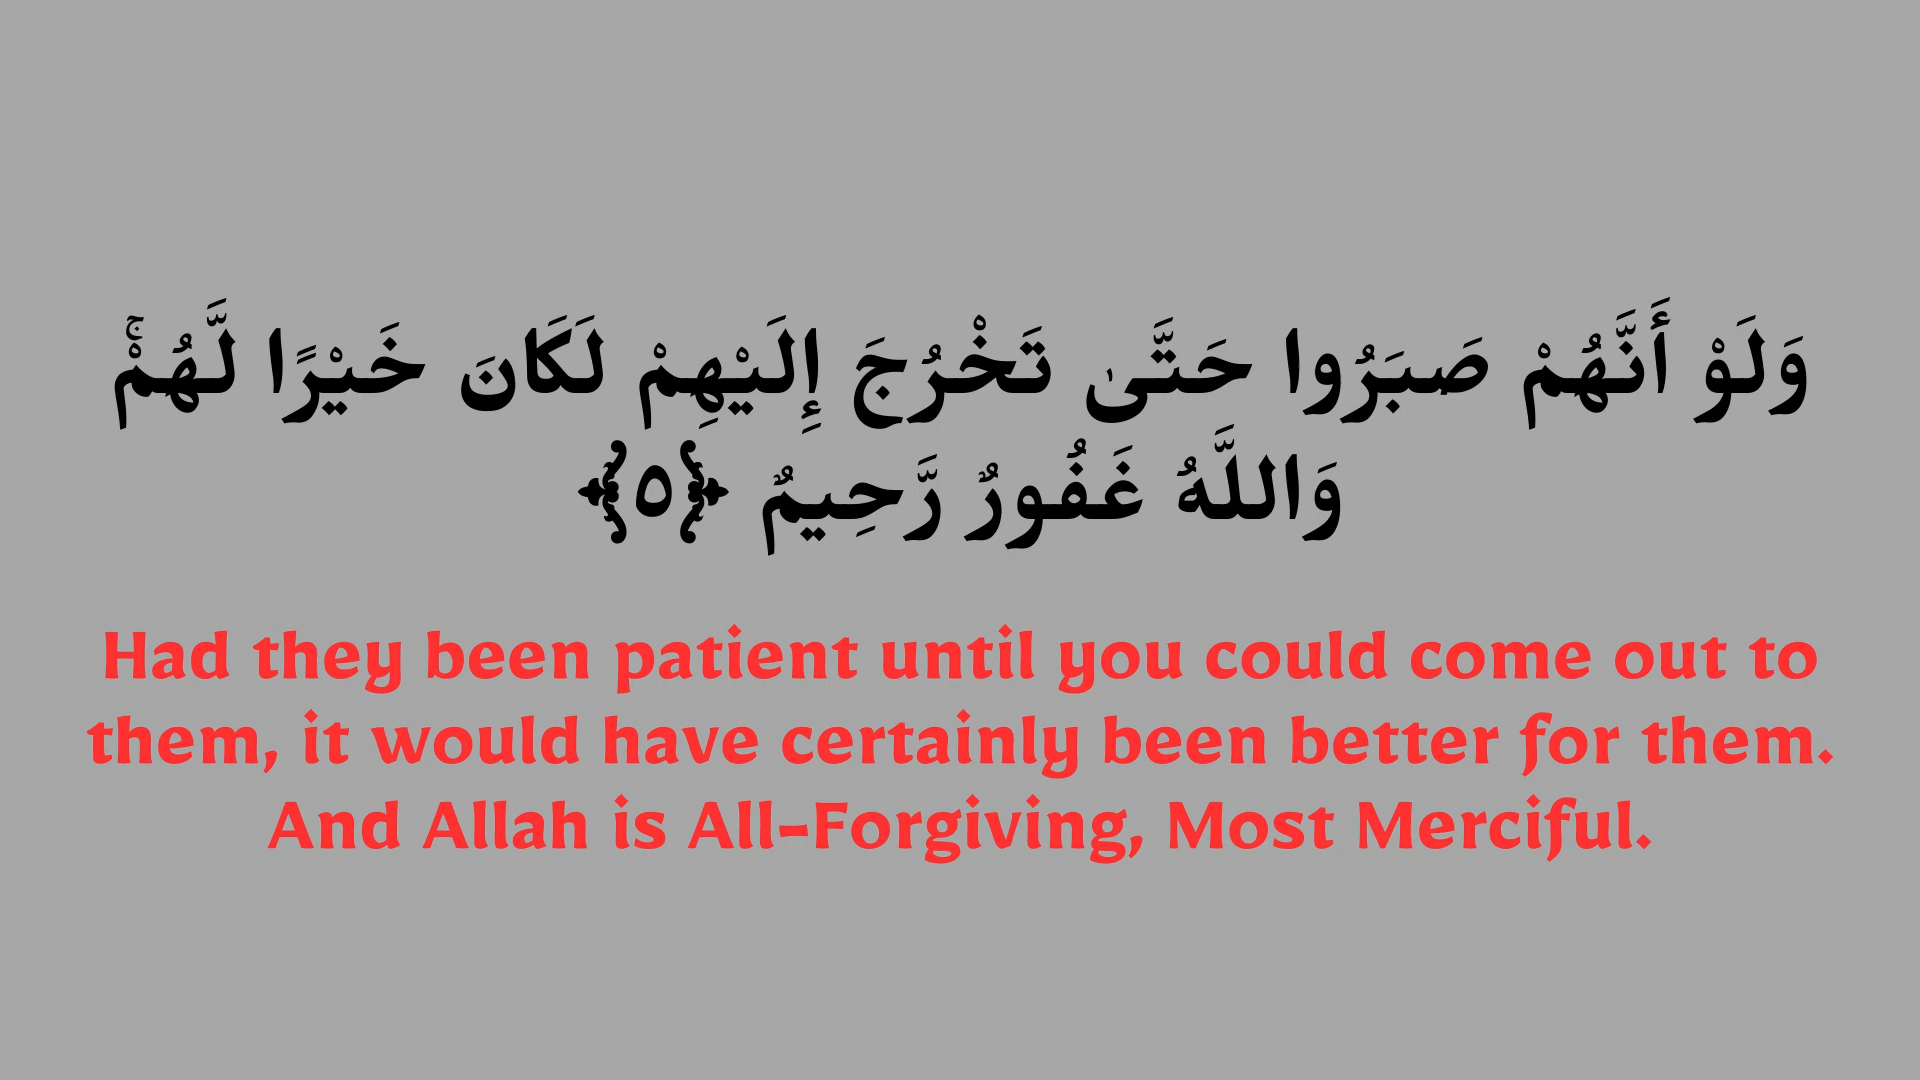 وَلَوْ أَنَّهُمْ صَبَرُوا حَتَّىٰ تَخْرُجَ إِلَيْهِمْ لَكَانَ خَيْرًا لَّهُمْۚ
وَاللَّهُ غَفُورٌ رَّحِيمٌ ﴿٥﴾
Had they been patient until you could come out to
them, it would have certainly been better for them.
And Allah is All-Forgiving, Most Merciful.